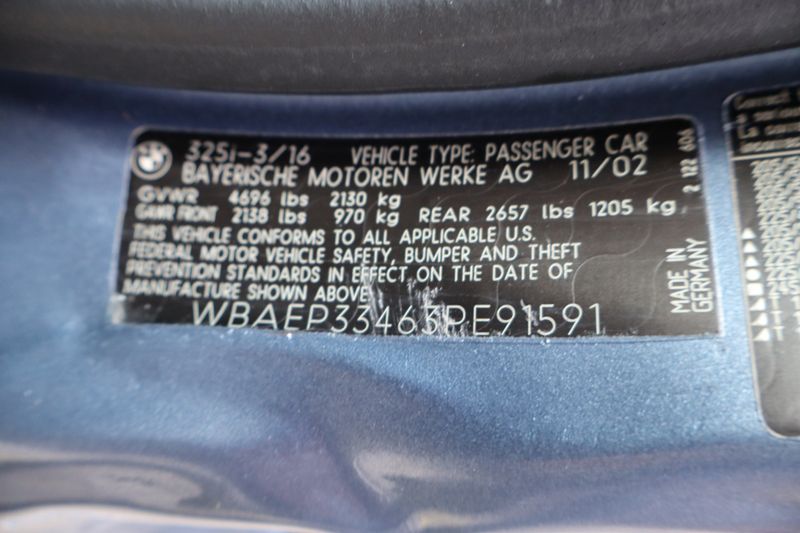 325i-3/16 VEHICLE TYPE: PASSENGER CAR
BAYERISCHE MOTOREN WERKE AG 11/02
GVWR 4696 lbs 2130 kg
GAWR FRONT 2138 lbs 970 kg REAR 2657 lbs 1205 kg
THIS VEHICLE CONFORMS TO ALL APPLICABLE U.S.
FEDERAL MOTOR VEHICLE SAFETY, BUMPER AND THEFT
PREVENTION STANDARDS IN EFFECT ON THE DATE OF
MANUFACTURE SHOWN ABOVE
WBAEP33463PE91591
MADE IN
GERMANY
2 122 606